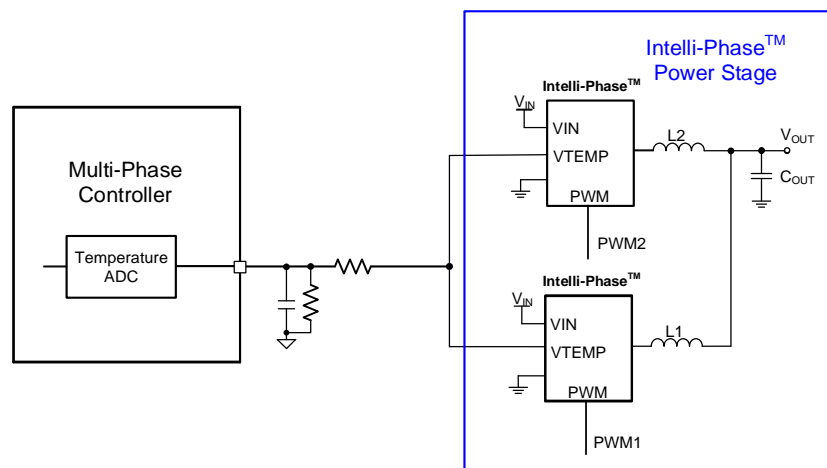 Intelli-Phase™
Power Stage
Multi-Phase
Controller
Temperature
ADC
Intelli-Phase™
VIN
VIN
VTEMP
PWM
PWM2
L2
VOUT
COUT
Intelli-Phase™
VIN
VIN
VTEMP
PWM
PWM1
L1